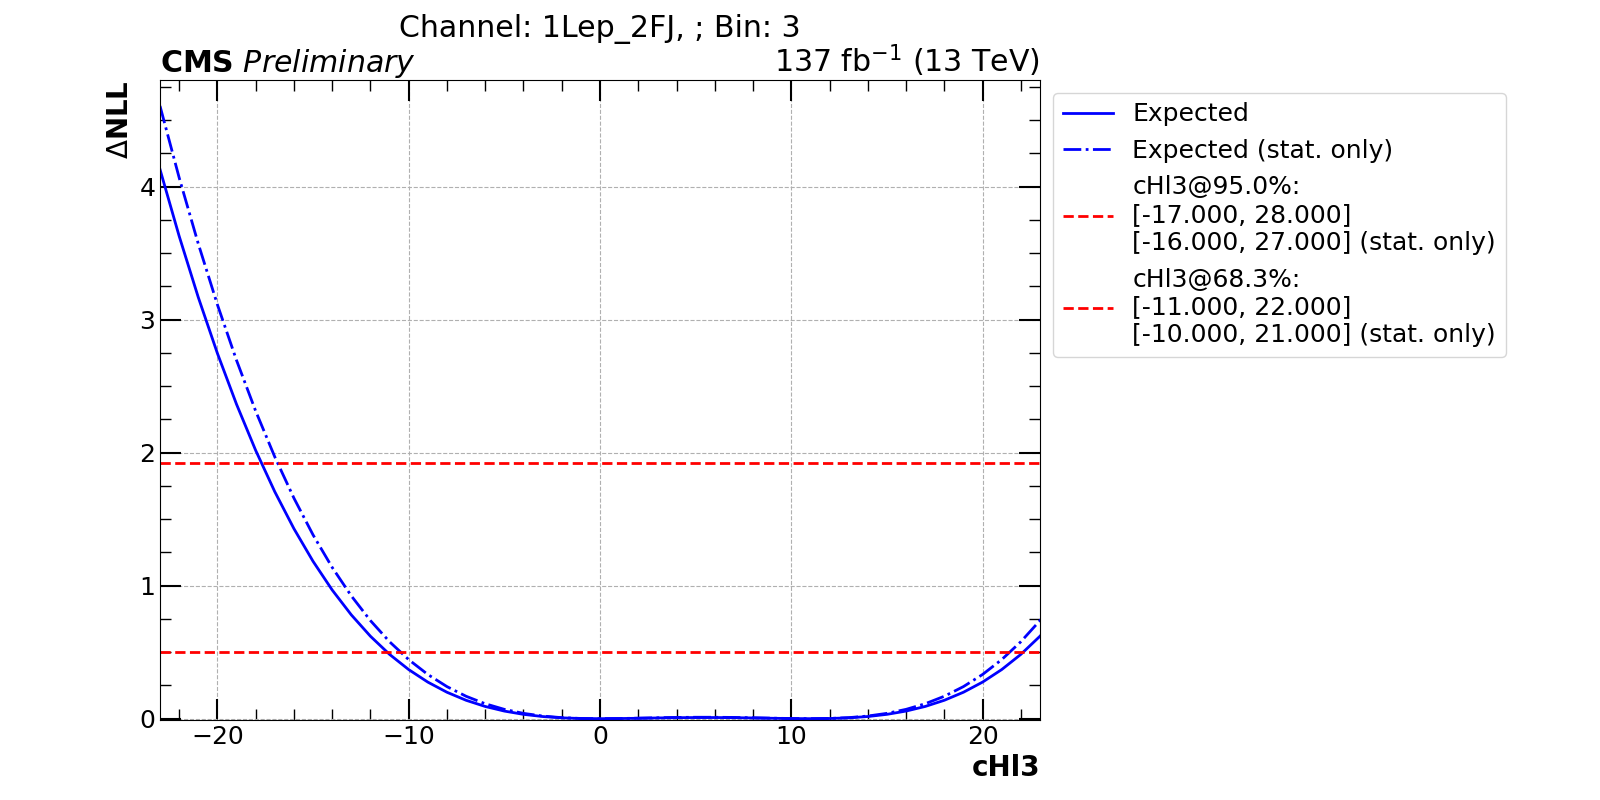 Channel: 1Lep_2FJ, ; Bin: 3
CMS Preliminary
137 fb⁻¹ (13 TeV)
ΔNLL
4
3
2
1
0
−20
−10
0
10
20
cHl3
Expected
Expected (stat. only)
cHl3@95.0%:
[-17.000, 28.000]
[-16.000, 27.000] (stat. only)
cHl3@68.3%:
[-11.000, 22.000]
[-10.000, 21.000] (stat. only)